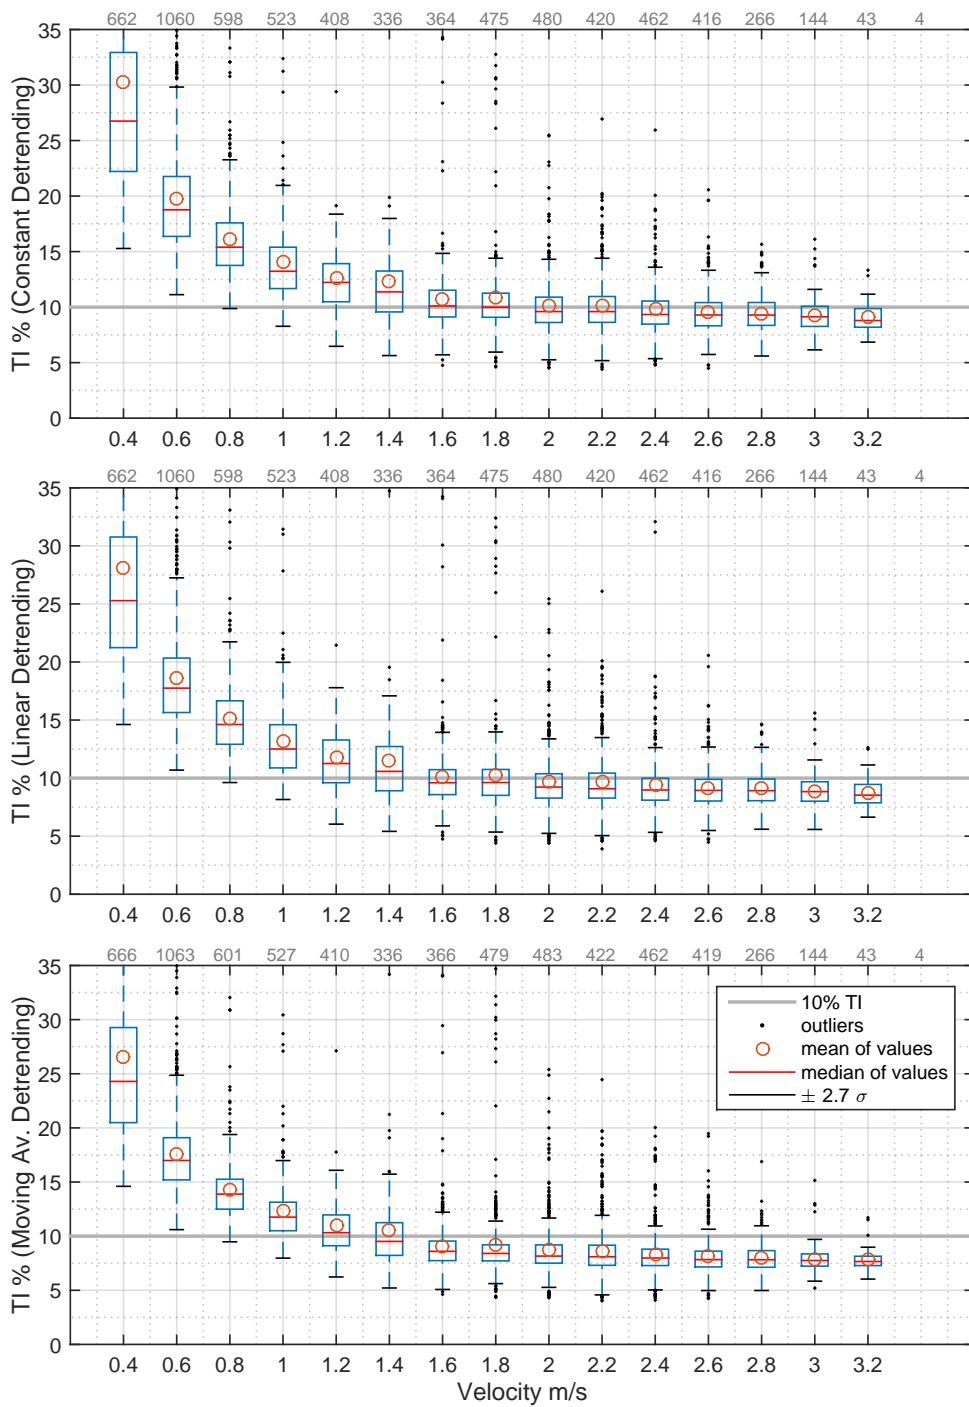 662 1060 598 523 408 336 364 475 480 420 462 416 266 144 43 4
35
30
25
20
15
10
5
0
TI % (Constant Detrending)
0.4 0.6 0.8 1 1.2 1.4 1.6 1.8 2 2.2 2.4 2.6 2.8 3 3.2
662 1060 598 523 408 336 364 475 480 420 462 416 266 144 43 4
35
30
25
20
15
10
5
0
TI % (Linear Detrending)
0.4 0.6 0.8 1 1.2 1.4 1.6 1.8 2 2.2 2.4 2.6 2.8 3 3.2
666 1063 601 527 410 336 366 479 483 422 462 419 266 144 43 4
35
30
25
20
15
10
5
0
TI % (Moving Av. Detrending)
10% TI
outliers
mean of values
median of values
± 2.7 σ
0.4 0.6 0.8 1 1.2 1.4 1.6 1.8 2 2.2 2.4 2.6 2.8 3 3.2
Velocity m/s